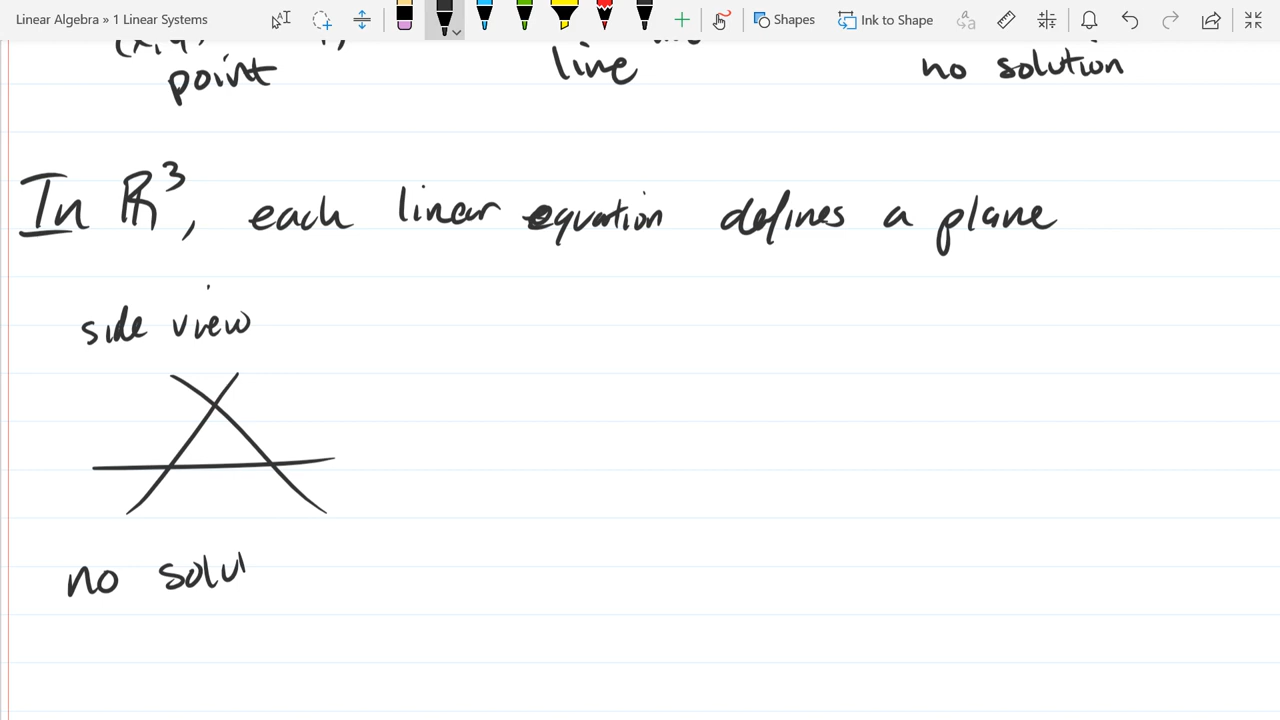 Linear Algebra » 1 Linear Systems
Shapes
Ink to Shape
point line no solution
In ℝ³, each linear equation defines a plane
side view
no solu